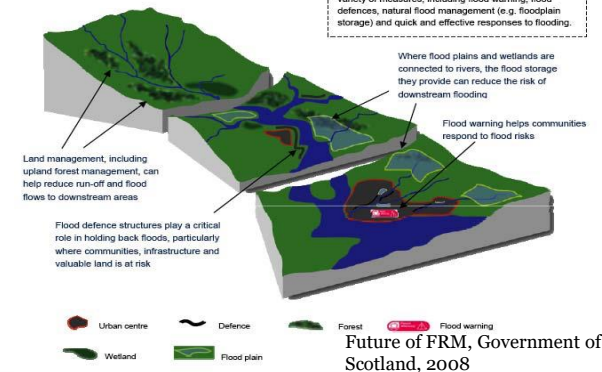 variety of measures, including flood warning, flood
defences, natural flood management (e.g. floodplain
storage) and quick and effective responses to flooding.
Where flood plains and wetlands are
connected to rivers, the flood storage
they provide can reduce the risk of
downstream flooding
Flood warning helps communities
respond to flood risks
Land management, including
upland forest management, can
help reduce run-off and flood
flows to downstream areas
Flood defence structures play a critical
role in holding back floods, particularly
where communities, infrastructure and
valuable land is at risk
Urban centre
Defence
Forest
Flood warning
Wetland
Flood plain
Future of FRM, Government of
Scotland, 2008